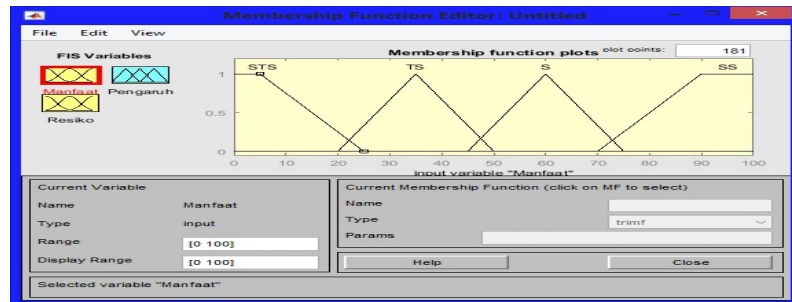 Membership Function Editor: Untitled
File Edit View
FIS Variables
Manfaat Pengaruh
Resiko
Membership function plots plot points: 181
STS TS S SS
1
0.5
0
0 10 20 30 40 50 60 70 80 90 100
input variable "Manfaat"
Current Variable
Name Manfaat
Type input
Range [0 100]
Display Range [0 100]
Current Membership Function (click on MF to select)
Name
Type trimf
Params
Help Close
Selected variable "Manfaat"